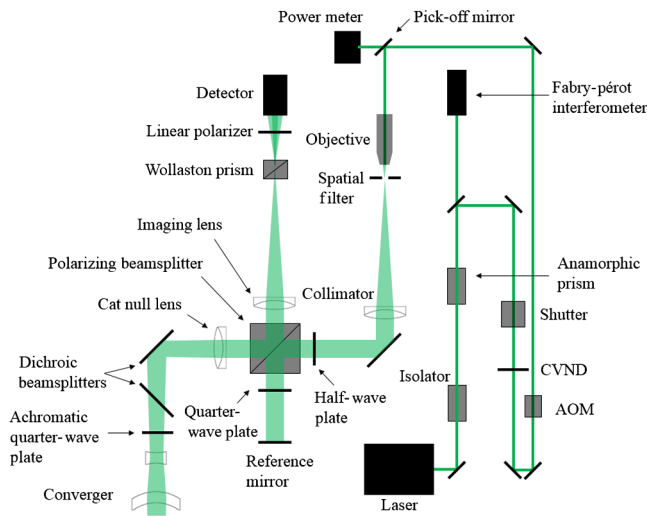 Power meter
Pick-off mirror
Detector
Fabry-pérot
interferometer
Linear polarizer
Objective
Wollaston prism
Spatial
filter
Imaging lens
Polarizing beamsplitter
Collimator
Anamorphic
prism
Cat null lens
Shutter
Dichroic
beamsplitters
CVND
Isolator
Half-wave
plate
Quarter-
wave plate
AOM
Achromatic
quarter-wave
plate
Reference
mirror
Converger
Laser